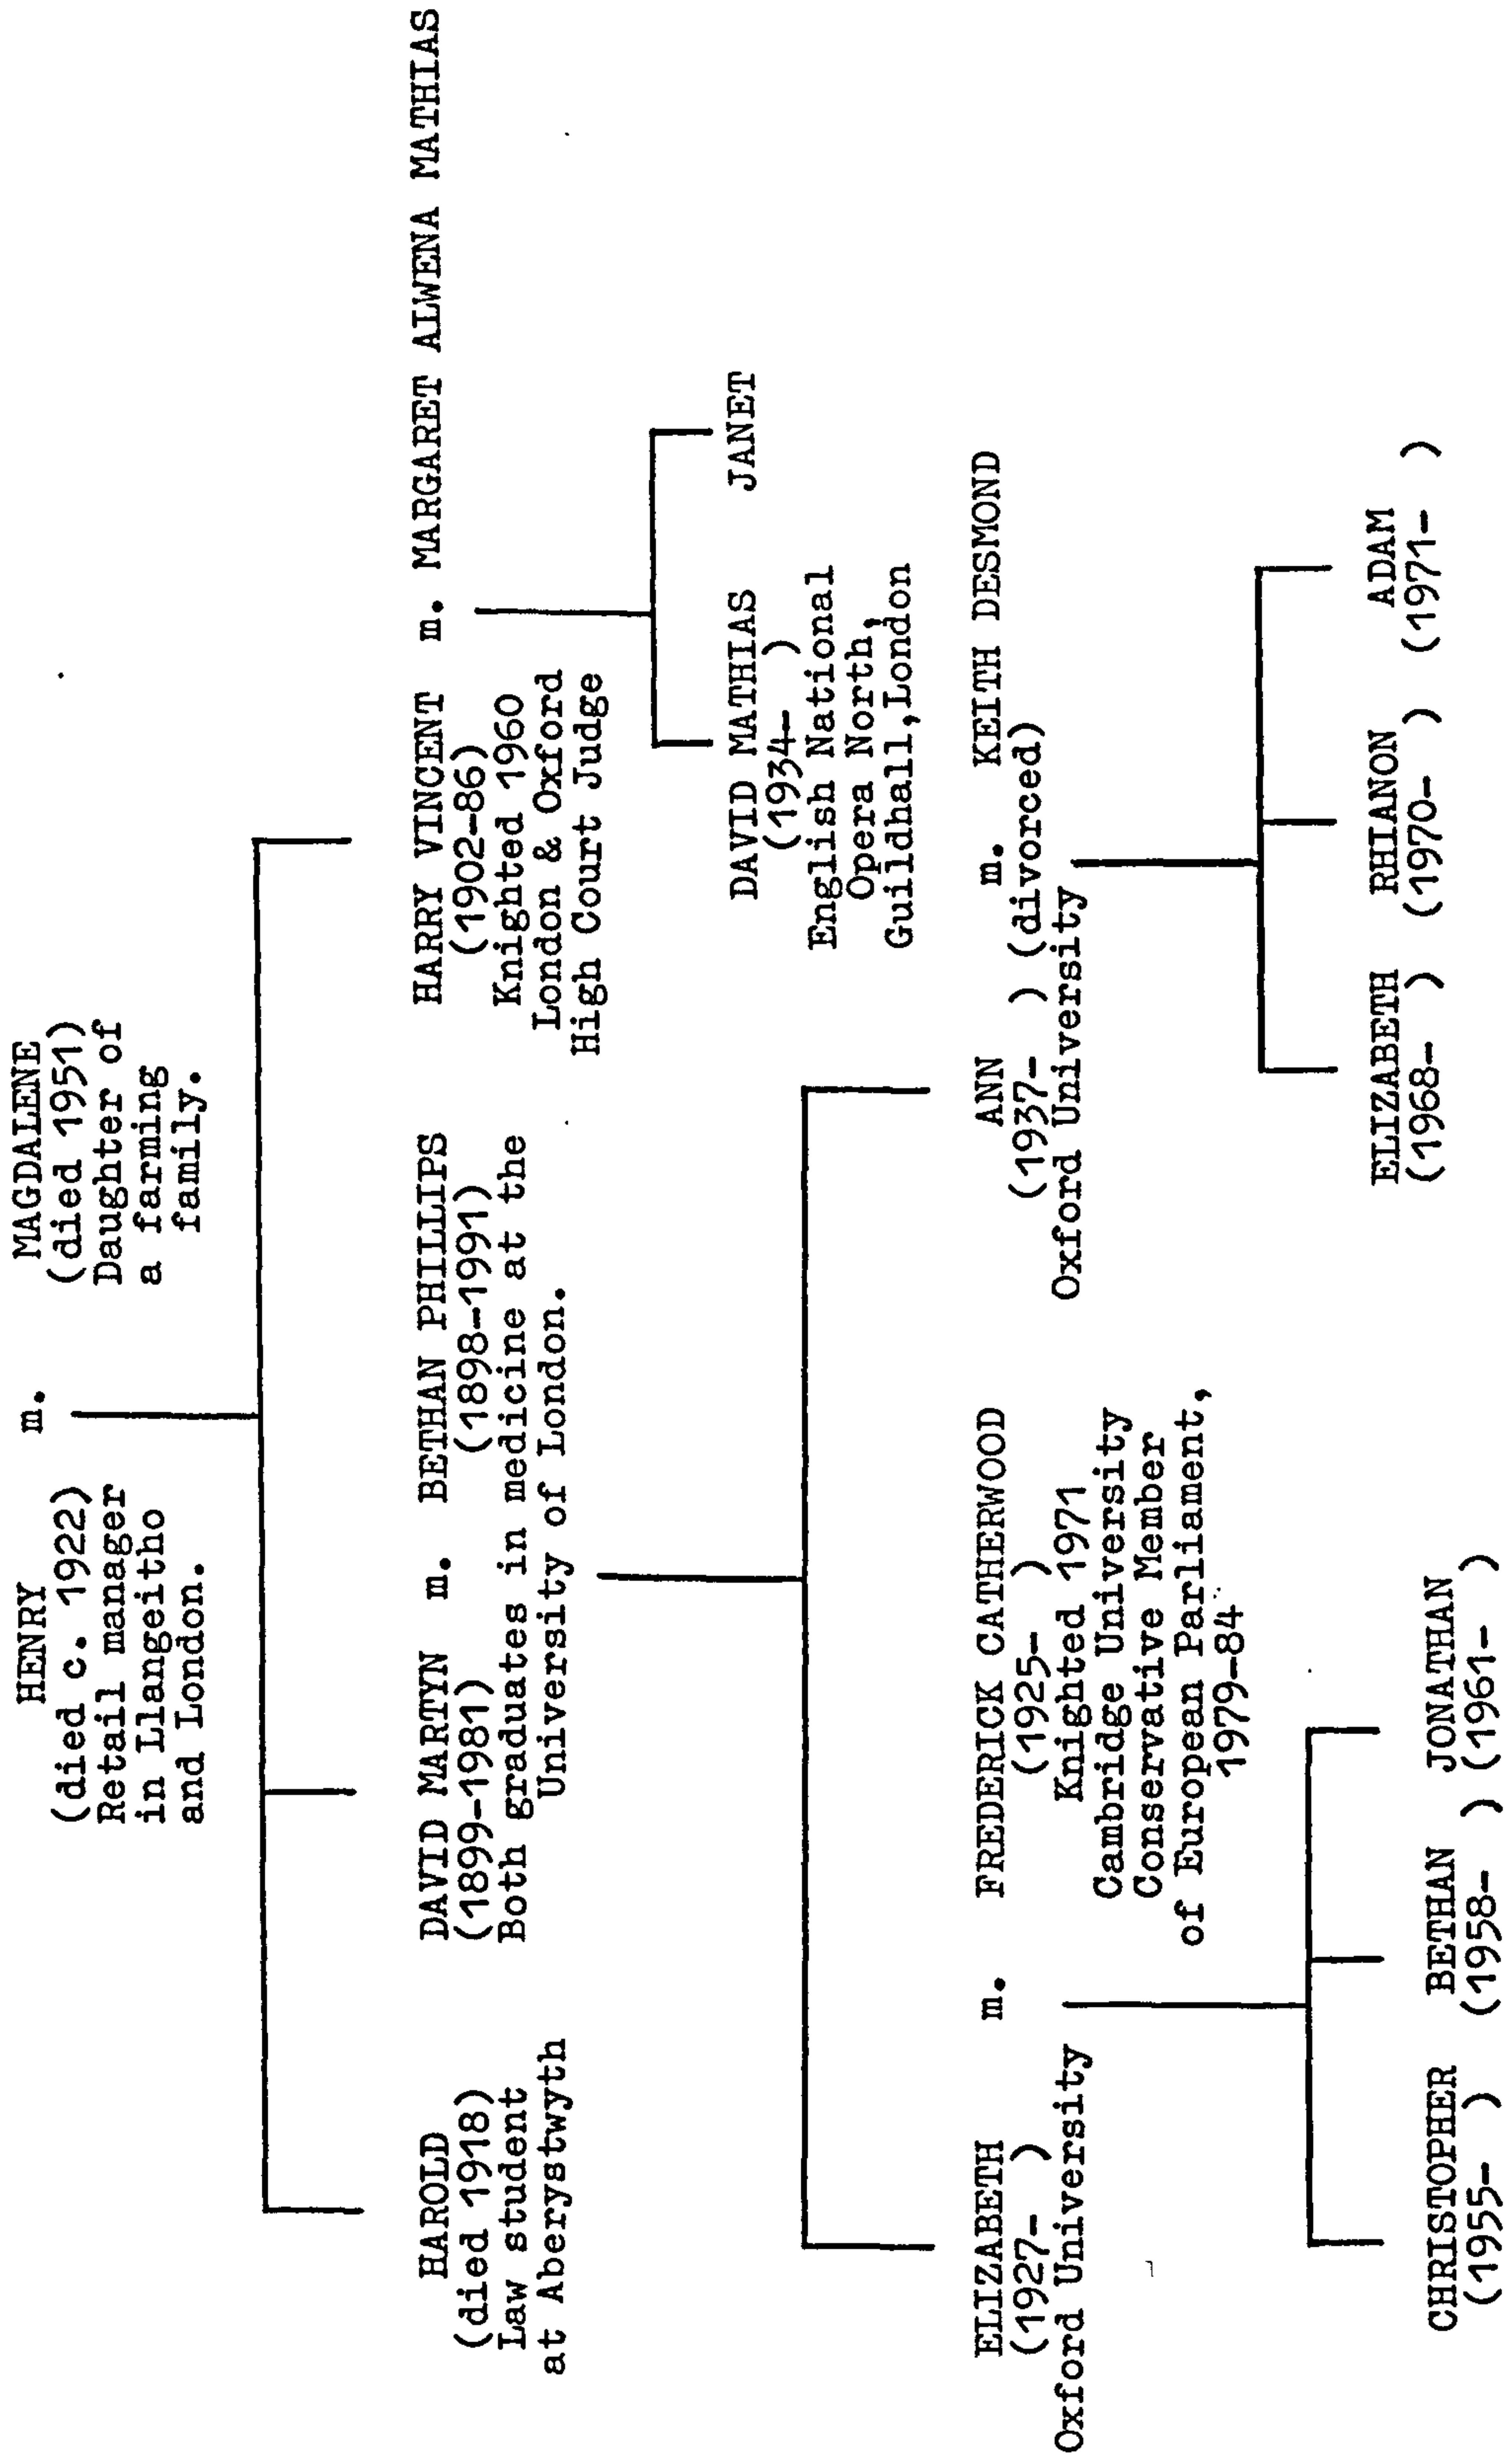 HENRY
(died c. 1922)
Retail manager
in Llangeitho
and London.
m.
MAGDALENE
(died 1951)
Daughter of
a farming
family.
HAROLD
(died 1918)
Law student
at Aberystwyth
DAVID MARTYN m. BETHAN PHILLIPS
(1899-1981) (1898-1991)
Both graduates in medicine at the
University of London.
HARRY VINCENT m. MARGARET ALWENA MATHIAS
(1902-86)
Knighted 1960
London & Oxford
High Court Judge
DAVID MATHIAS
(1934- )
English National
Opera North,
Guildhall,London
JANET
ELIZABETH m. FREDERICK CATHERWOOD
(1927- )
Oxford University
(1925- )
Knighted 1971
Cambridge University
Conservative Member
of European Parliament,
1979-84
ANN m. KEITH DESMOND
(1937- ) (divorced)
Oxford University
CHRISTOPHER
(1955- )
BETHAN
(1958- )
JONATHAN
(1961- )
ELIZABETH
(1968- )
RHIANON
(1970- )
ADAM
(1971- )